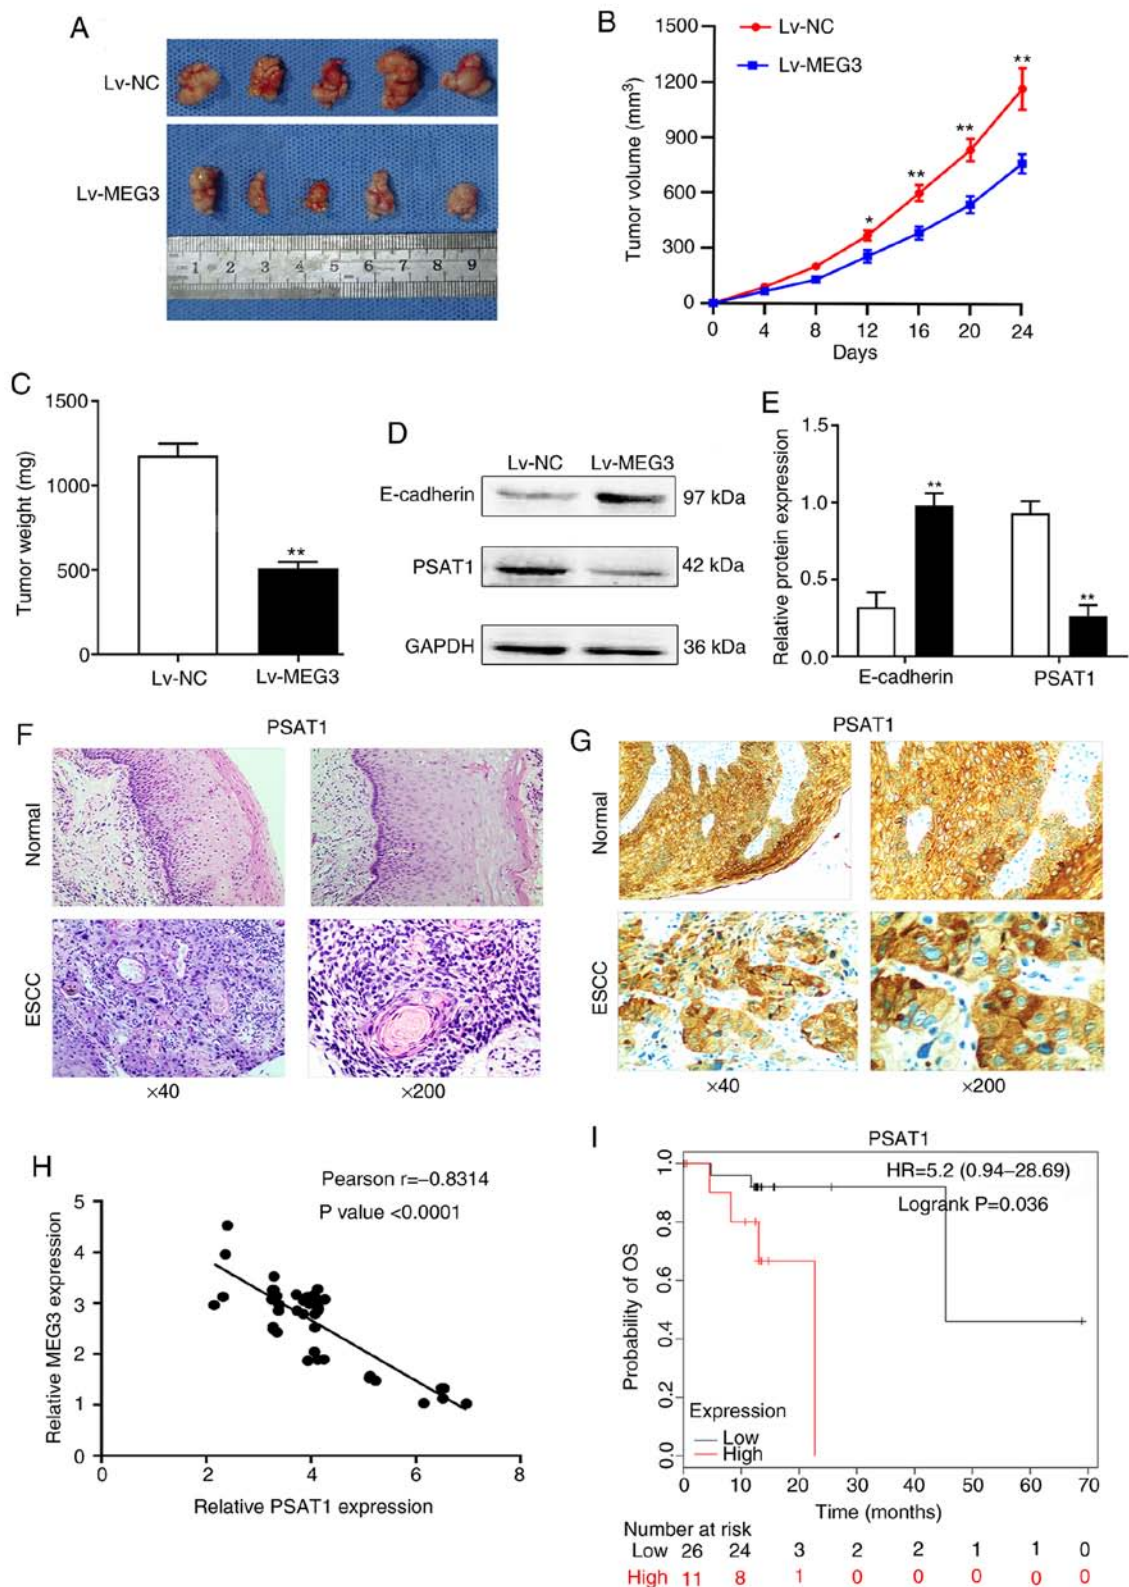 A
Lv-NC
Lv-MEG3
1 2 3 4 5 6 7 8 9
B
Lv-NC
Lv-MEG3
Tumor volume (mm³)
1500
1200
900
600
300
0
*
**
**
**
0 4 8 12 16 20 24
Days
C
Tumor weight (mg)
1500
1000
500
0
**
Lv-NC Lv-MEG3
D
Lv-NC Lv-MEG3
E-cadherin 97 kDa
PSAT1 42 kDa
GAPDH 36 kDa
E
Relative protein expression
1.5
1.0
0.5
0.0
**
**
E-cadherin PSAT1
F
PSAT1
Normal
ESCC
×40 ×200
G
PSAT1
Normal
ESCC
×40 ×200
H
Pearson r=–0.8314
P value <0.0001
Relative MEG3 expression
5
4
3
2
1
0
0 2 4 6 8
Relative PSAT1 expression
I
PSAT1
HR=5.2 (0.94–28.69)
Logrank P=0.036
Probability of OS
1.0
0.8
0.6
0.4
0.2
0.0
Expression
Low
High
0 10 20 30 40 50 60 70
Time (months)
Number at risk
Low 26 24 3 2 2 1 1 0
High 11 8 1 0 0 0 0 0